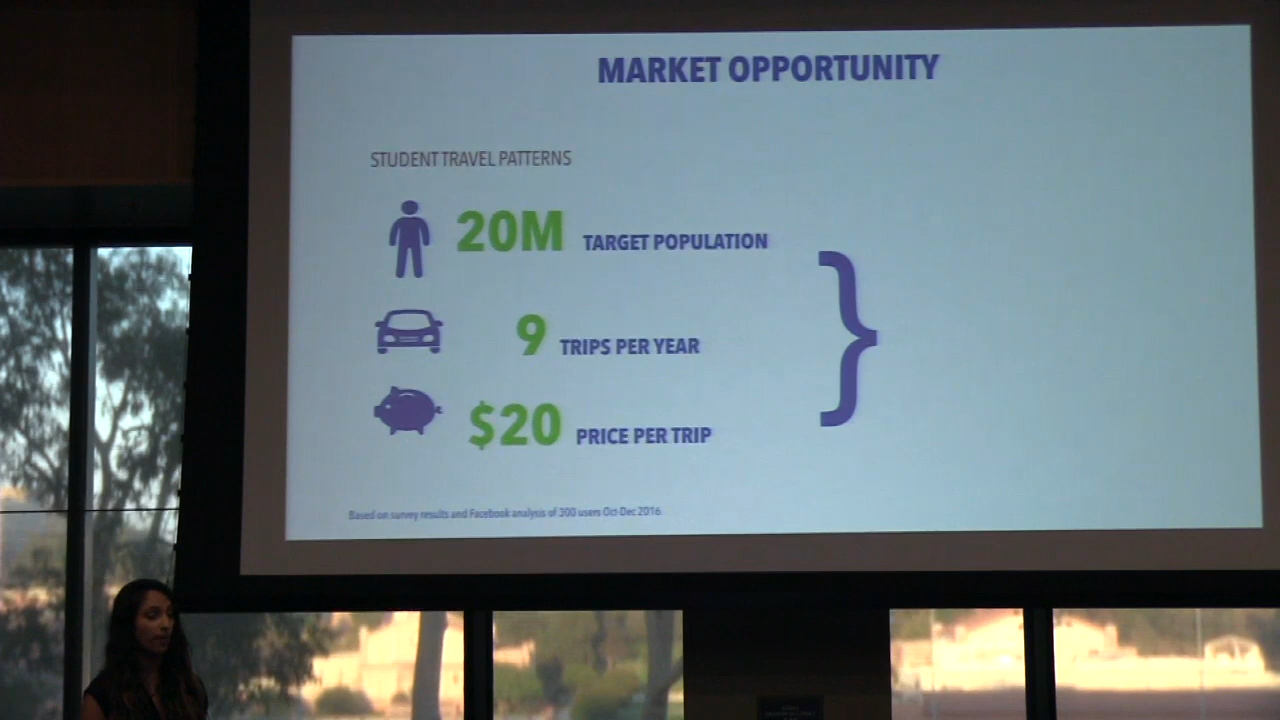 MARKET OPPORTUNITY
STUDENT TRAVEL PATTERNS
20M TARGET POPULATION
9 TRIPS PER YEAR
$20 PRICE PER TRIP
}
Based on survey results and Facebook analysis of 300 users Oct-Dec 2016